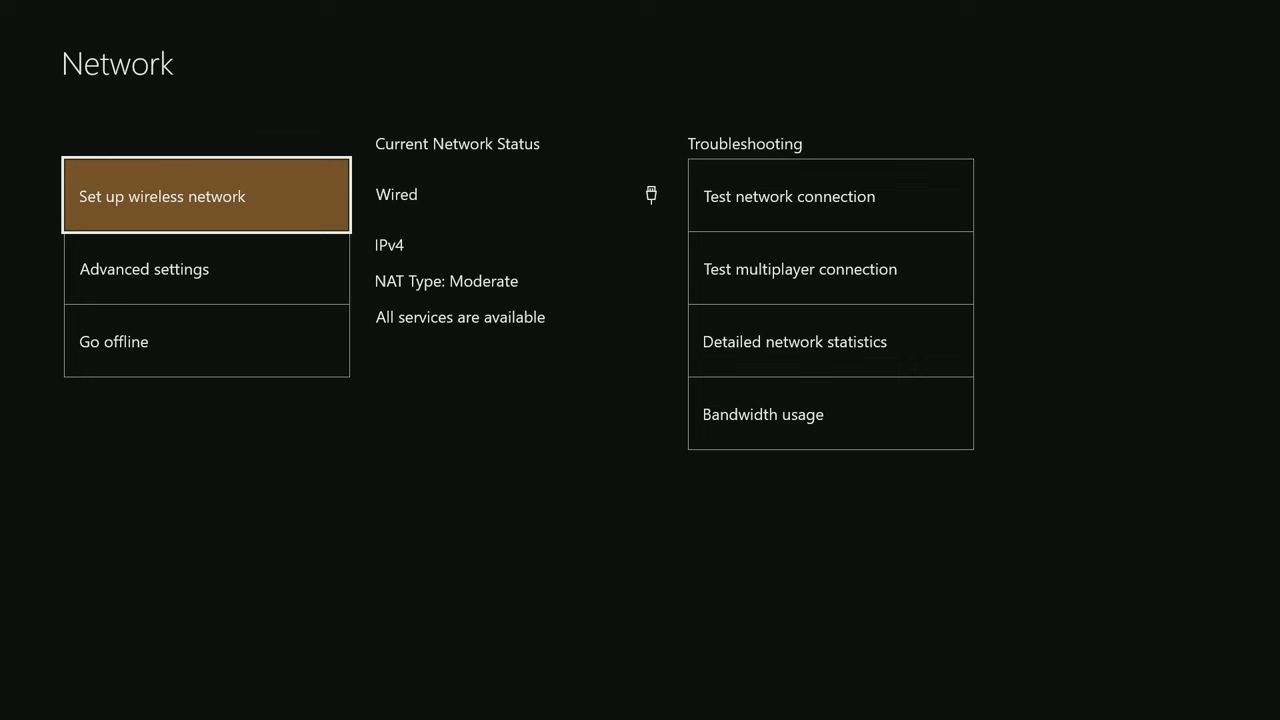 Network
Set up wireless network
Advanced settings
Go offline
Current Network Status
Wired
IPv4
NAT Type: Moderate
All services are available
Troubleshooting
Test network connection
Test multiplayer connection
Detailed network statistics
Bandwidth usage